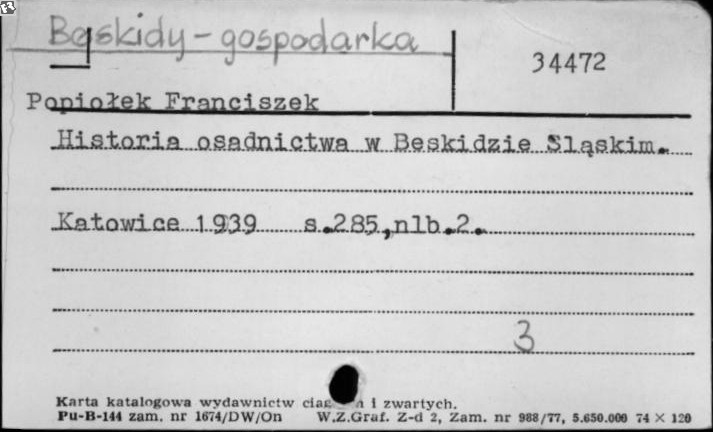 Beskidy - gospodarka
34472
Popiołek Franciszek
Historia osadnictwa w Beskidzie Śląskim.
Katowice 1939 s.285,nlb.2.
3
Karta katalogowa wydawnictw i zwartych.
Pu-B-144 zam. nr 1674/DW/On W.Z.Graf. Z-d 2, Zam. nr 988/77, 5.650.000 74 × 120